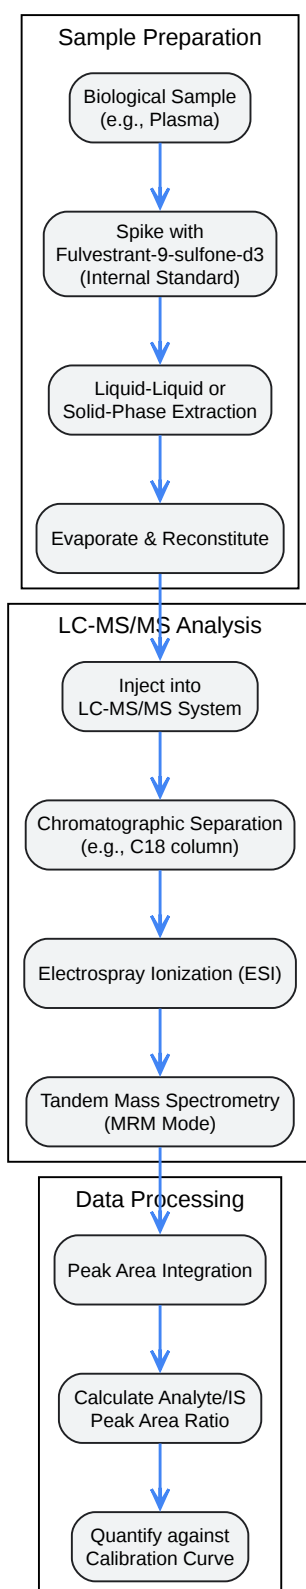 Sample Preparation
Biological Sample
(e.g., Plasma)
Spike with
Fulvestrant-9-sulfone-d3
(Internal Standard)
Liquid-Liquid or
Solid-Phase Extraction
Evaporate & Reconstitute
LC-MS/MS Analysis
Inject into
LC-MS/MS System
Chromatographic Separation
(e.g., C18 column)
Electrospray Ionization (ESI)
Tandem Mass Spectrometry
(MRM Mode)
Data Processing
Peak Area Integration
Calculate Analyte/IS
Peak Area Ratio
Quantify against
Calibration Curve